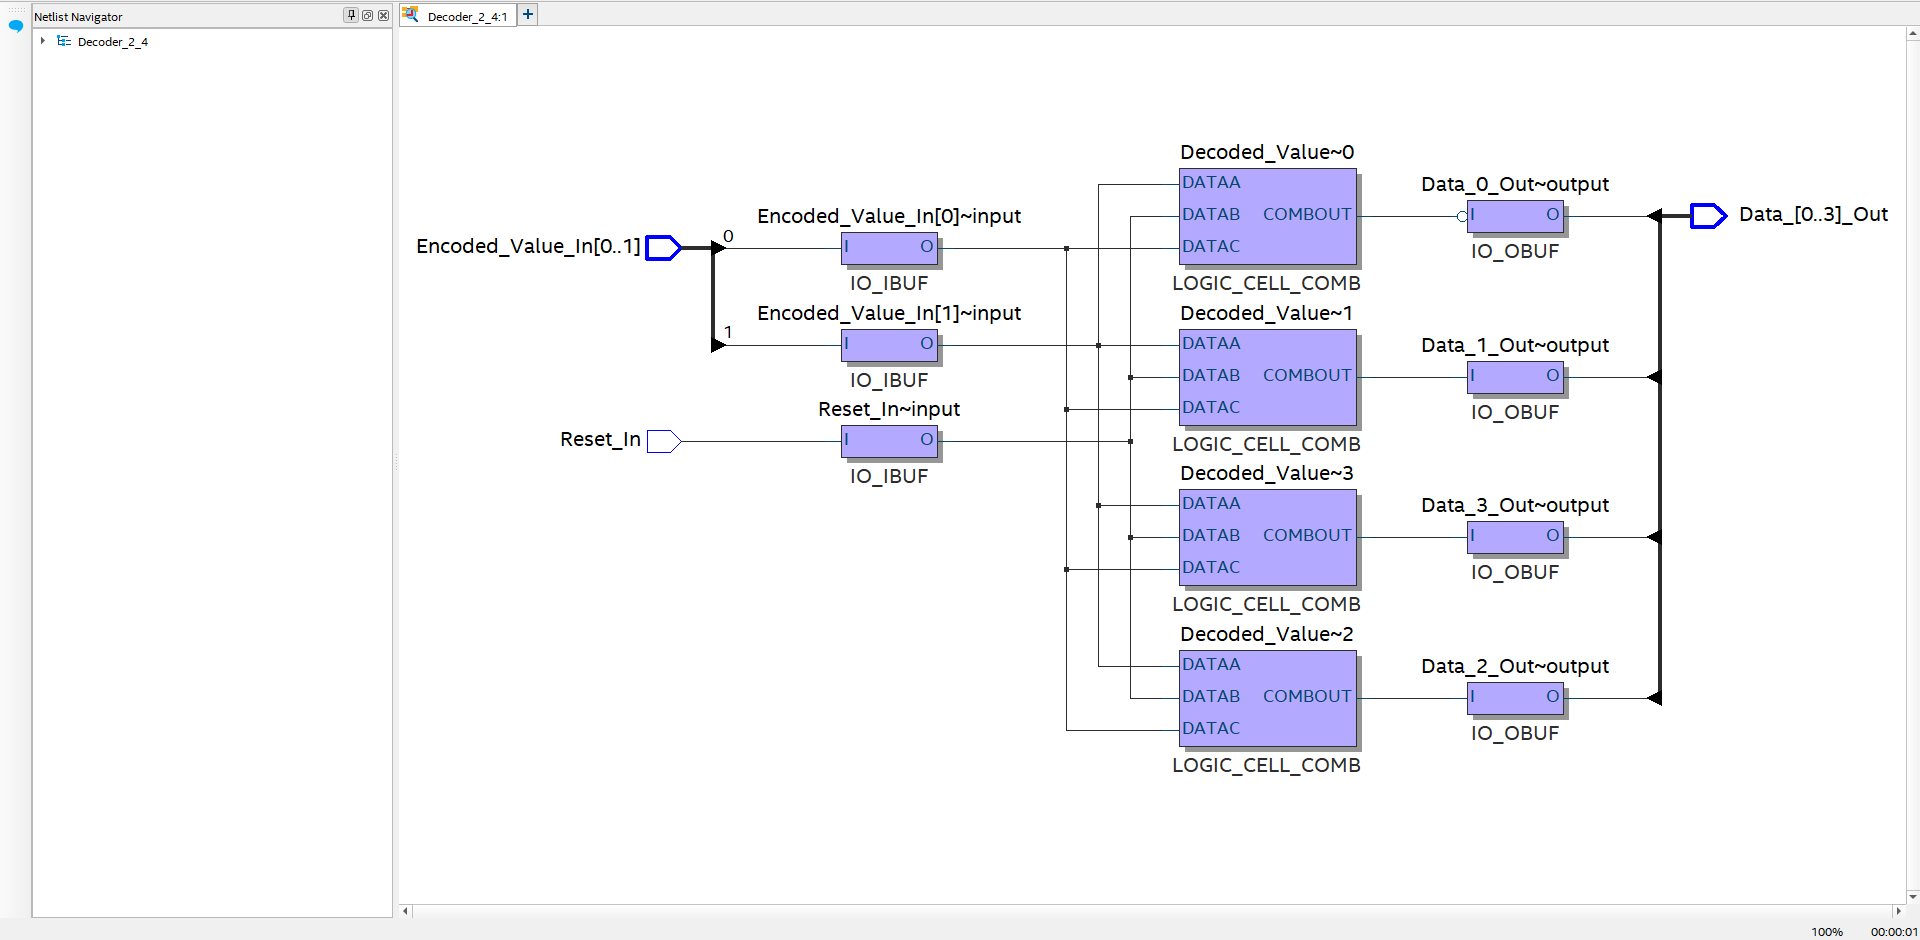 Netlist Navigator
Decoder_2_4
Decoder_2_4:1
+
Encoded_Value_In[0..1]
0
1
Reset_In
Encoded_Value_In[0]~input
I O
IO_IBUF
Encoded_Value_In[1]~input
I O
IO_IBUF
Reset_In~input
I O
IO_IBUF
Decoded_Value~0
DATAA
DATAB COMBOUT
DATAC
LOGIC_CELL_COMB
Decoded_Value~1
DATAA
DATAB COMBOUT
DATAC
LOGIC_CELL_COMB
Decoded_Value~3
DATAA
DATAB COMBOUT
DATAC
LOGIC_CELL_COMB
Decoded_Value~2
DATAA
DATAB COMBOUT
DATAC
LOGIC_CELL_COMB
Data_0_Out~output
I O
IO_OBUF
Data_1_Out~output
I O
IO_OBUF
Data_3_Out~output
I O
IO_OBUF
Data_2_Out~output
I O
IO_OBUF
Data_[0..3]_Out
100% 00:00:01